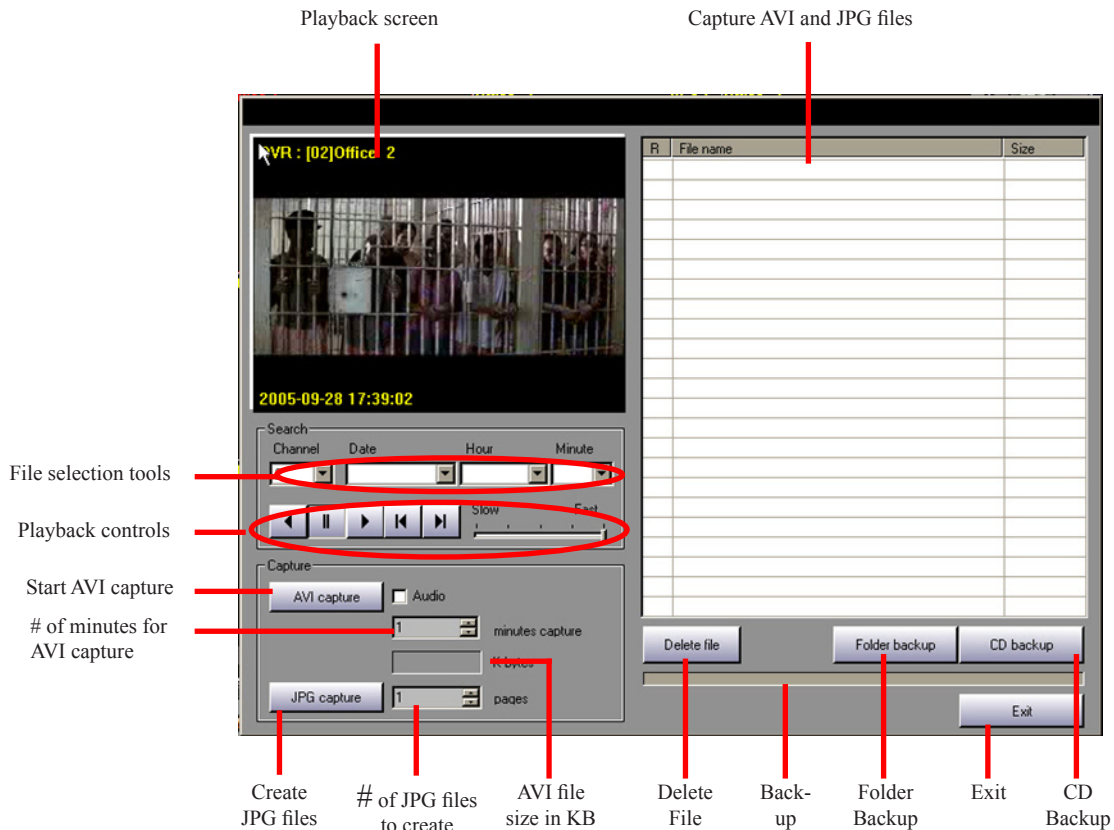 Playback screen
Capture AVI and JPG files
DVR : [02]Office 2
R File name Size
2005-09-28 17:39:02
Search
Channel Date Hour Minute
File selection tools
Slow Fast
Playback controls
Capture
Start AVI capture
AVI capture Audio
# of minutes for
AVI capture
1 minutes capture
K bytes
JPG capture 1 pages
Delete file Folder backup CD backup
Exit
Create
JPG files
# of JPG files
to create
AVI file
size in KB
Delete
File
Back-
up
Folder
Backup
Exit
CD
Backup